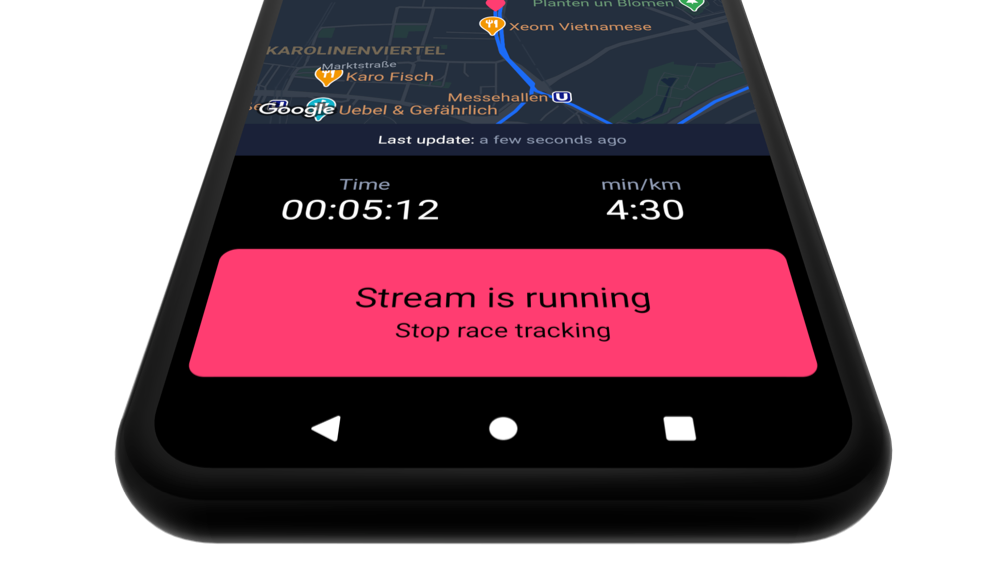 Planten un Blomen
Xeom Vietnamese
KAROLINENVIERTEL
Marktstraße
Karo Fisch
Messehallen U
Google
Uebel & Gefährlich
Last update: a few seconds ago
Time
min/km
00:05:12
4:30
Stream is running
Stop race tracking